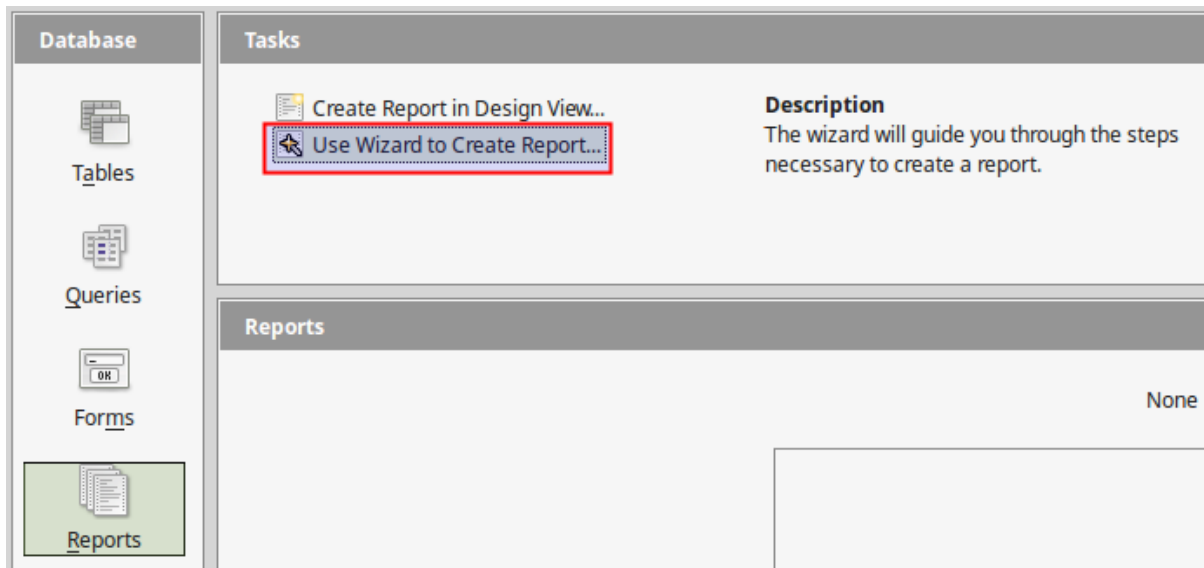 Database
Tables
Queries
Forms
Reports
Tasks
Create Report in Design View...
Use Wizard to Create Report...
Description
The wizard will guide you through the steps
necessary to create a report.
Reports
None